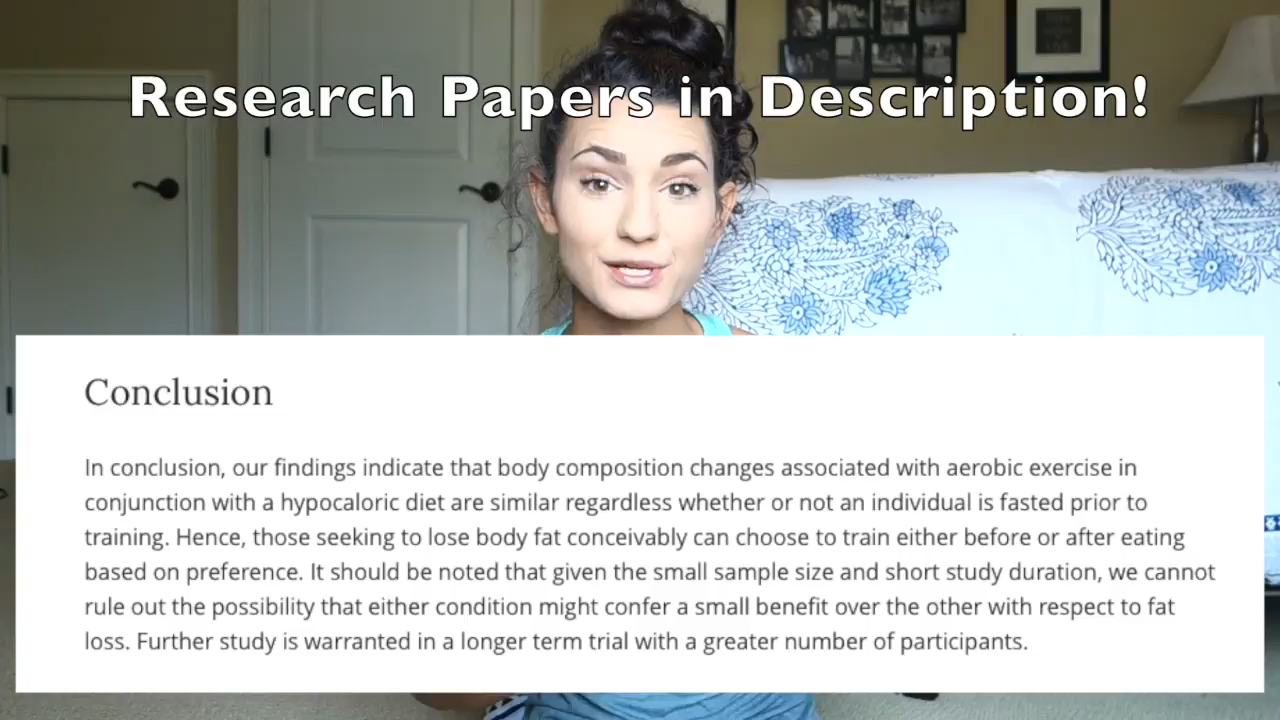 Research Papers in Description!
Conclusion
In conclusion, our findings indicate that body composition changes associated with aerobic exercise in
conjunction with a hypocaloric diet are similar regardless whether or not an individual is fasted prior to
training. Hence, those seeking to lose body fat conceivably can choose to train either before or after eating
based on preference. It should be noted that given the small sample size and short study duration, we cannot
rule out the possibility that either condition might confer a small benefit over the other with respect to fat
loss. Further study is warranted in a longer term trial with a greater number of participants.